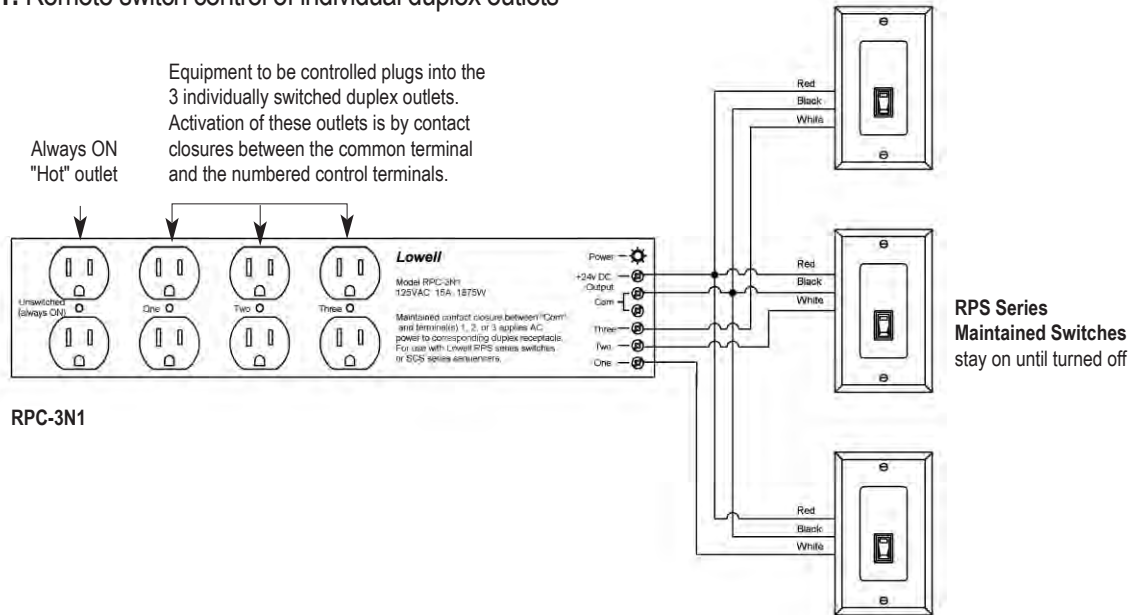 1. Remote switch control of individual duplex outlets
Equipment to be controlled plugs into the
3 individually switched duplex outlets.
Activation of these outlets is by contact
closures between the common terminal
and the numbered control terminals.
Always ON
"Hot" outlet
Lowell
Model RPC-3N1
125VAC 15A 1875W
Maintained contact closure between "Com"
and terminal(s) 1, 2, or 3 applies AC
power to corresponding duplex receptacle.
For use with Lowell RPS series switches
or SCS series sequencers.
Unswitched
(always ON)
One
Two
Three
Power
+24v DC
Output
Com
Three
Two
One
RPC-3N1
Red
Black
White
Red
Black
White
RPS Series
Maintained Switches
stay on until turned off
Red
Black
White